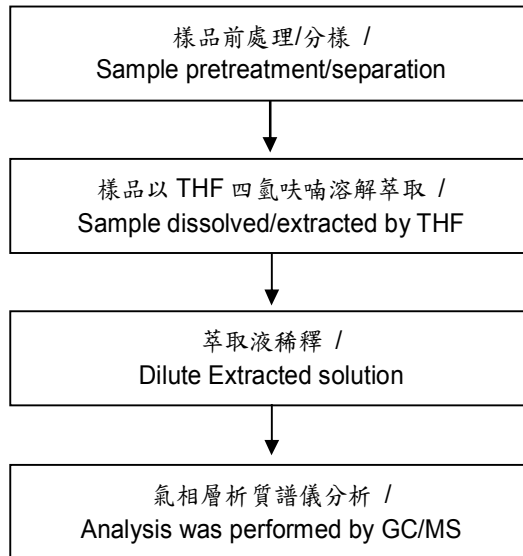 樣品前處理/分樣 /
Sample pretreatment/separation
樣品以 THF 四氫呋喃溶解萃取 /
Sample dissolved/extracted by THF
萃取液稀釋 /
Dilute Extracted solution
氣相層析質譜儀分析 /
Analysis was performed by GC/MS